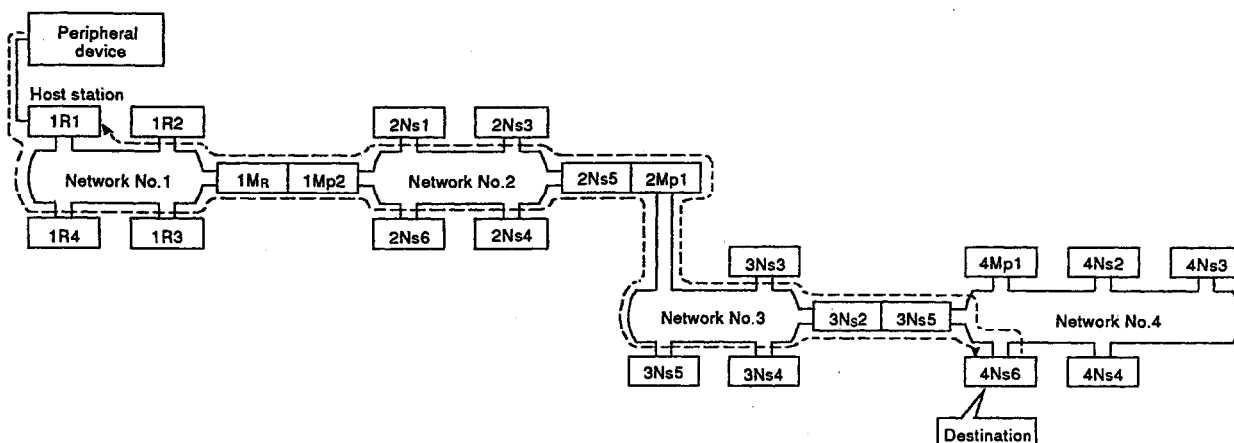 Peripheral
device
Host station
1R1
1R2
2Ns1
2Ns3
Network No.1
1MR
1Mp2
Network No.2
2Ns5
2Mp1
1R4
1R3
2Ns6
2Ns4
3Ns3
4Mp1
4Ns2
4Ns3
Network No.3
3Ns2
3Ns5
Network No.4
3Ns5
3Ns4
4Ns6
4Ns4
Destination